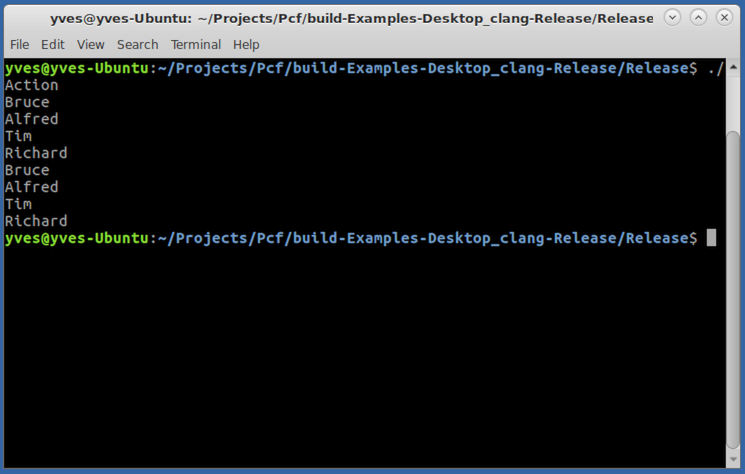 yves@yves-Ubuntu: ~/Projects/Pcf/build-Examples-Desktop_clang-Release/Release
File Edit View Search Terminal Help
yves@yves-Ubuntu:~/Projects/Pcf/build-Examples-Desktop_clang-Release/Release$ ./
Action
Bruce
Alfred
Tim
Richard
Bruce
Alfred
Tim
Richard
yves@yves-Ubuntu:~/Projects/Pcf/build-Examples-Desktop_clang-Release/Release$